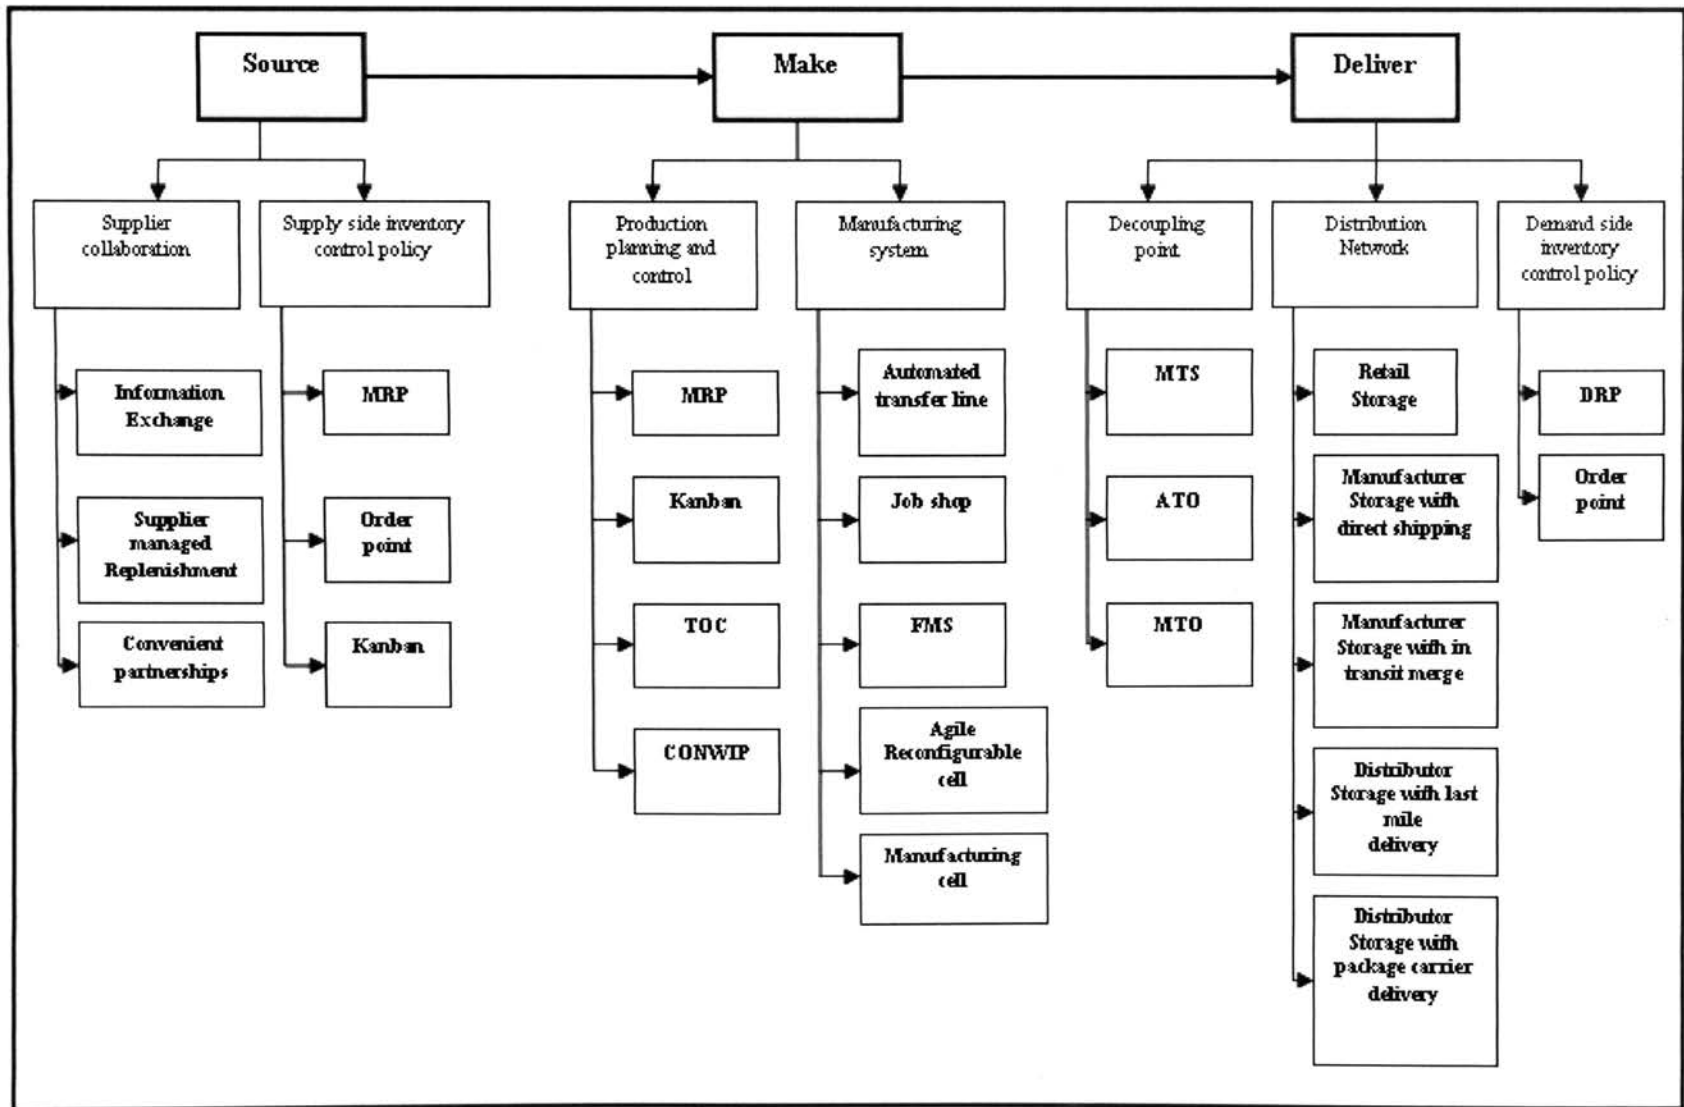 Source
Make
Deliver
Supplier
collaboration
Supply side inventory
control policy
Production
planning and
control
Manufacturing
system
Decoupling
point
Distribution
Network
Demand side
inventory
control policy
Information
Exchange
Supplier
managed
Replenishment
Convenient
partnerships
MRP
Order
point
Kanban
MRP
Kanban
TOC
CONWIP
Automated
transfer line
Job shop
FMS
Agile
Reconfigurable
cell
Manufacturing
cell
MTS
ATO
MTO
Retail
Storage
Manufacturer
Storage with
direct shipping
Manufacturer
Storage with in
transit merge
Distributor
Storage with last
mile
delivery
Distributor
Storage with
package carrier
delivery
DRP
Order
point